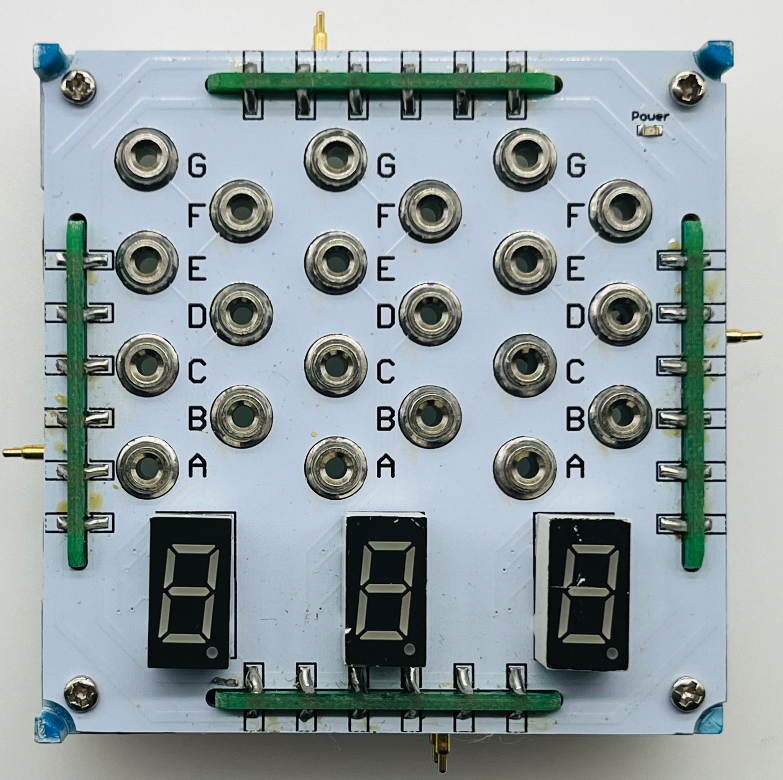 Power
G G G
F F F
E E E
D D D
C C C
B B B
A A A